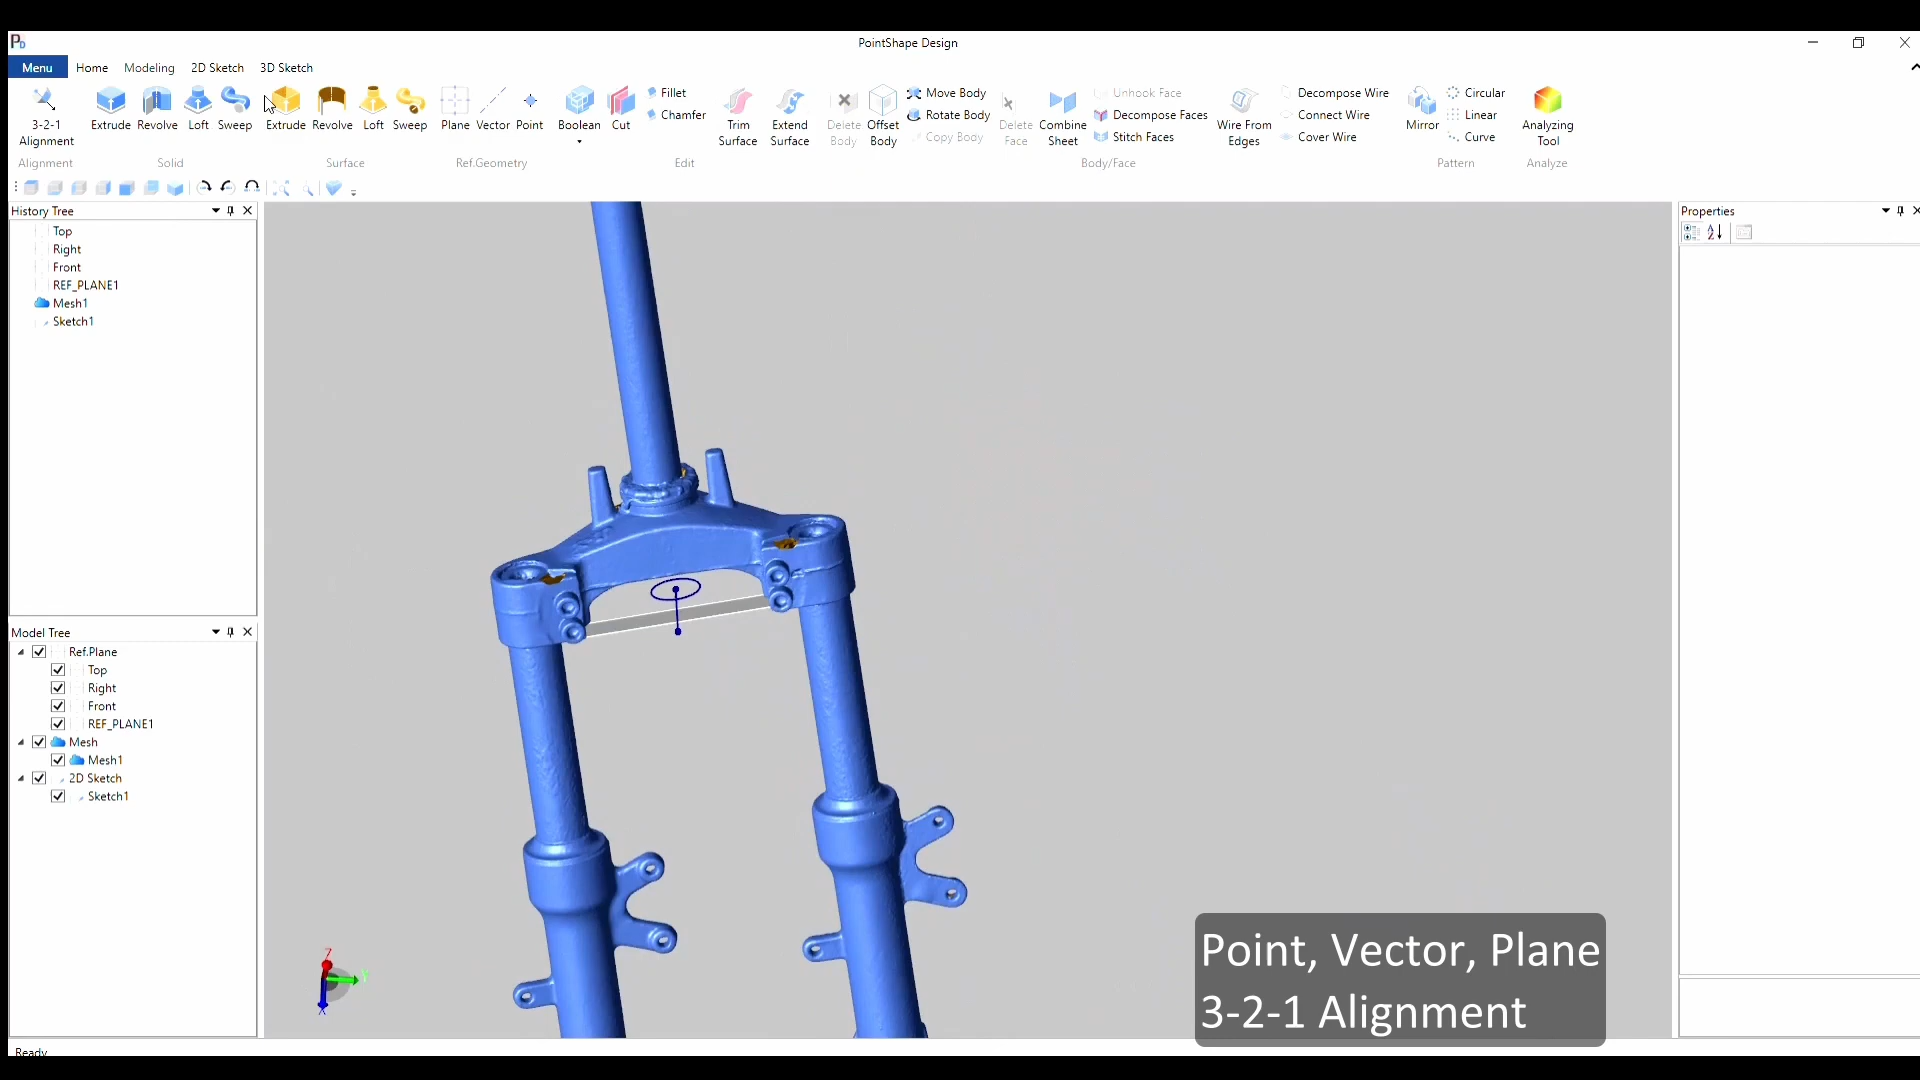 PD
PointShape Design
Menu Home Modeling 2D Sketch 3D Sketch
3-2-1 Alignment
Alignment
Extrude Revolve Loft Sweep
Solid
Extrude Revolve Loft Sweep
Surface
Plane Vector Point
Ref.Geometry
Boolean Cut
Fillet
Chamfer
Edit
Trim Surface
Extend Surface
Delete Body
Offset Body
Move Body
Rotate Body
Copy Body
Delete Face
Combine Sheet
Unhook Face
Decompose Faces
Stitch Faces
Wire From Edges
Decompose Wire
Connect Wire
Cover Wire
Body/Face
Mirror
Circular
Linear
Curve
Pattern
Analyzing Tool
Analyze
History Tree
Top
Right
Front
REF_PLANE1
Mesh1
Sketch1
Model Tree
Ref.Plane
Top
Right
Front
REF_PLANE1
Mesh
Mesh1
2D Sketch
Sketch1
Properties
Z
Y
X
Point, Vector, Plane
3-2-1 Alignment
Ready